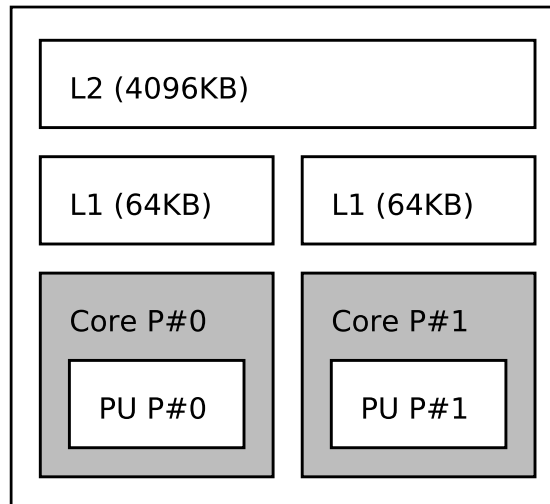 L2 (4096KB)
L1 (64KB) L1 (64KB)
Core P#0 Core P#1
PU P#0 PU P#1